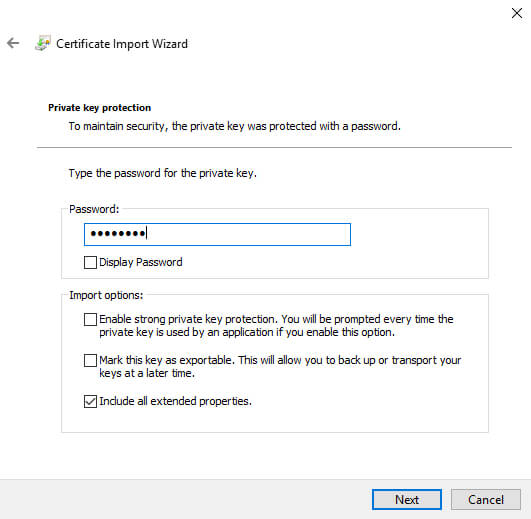 Certificate Import Wizard
Private key protection
To maintain security, the private key was protected with a password.
Type the password for the private key.
Password:
••••••••
Display Password
Import options:
Enable strong private key protection. You will be prompted every time the
private key is used by an application if you enable this option.
Mark this key as exportable. This will allow you to back up or transport your
keys at a later time.
Include all extended properties.
Next
Cancel